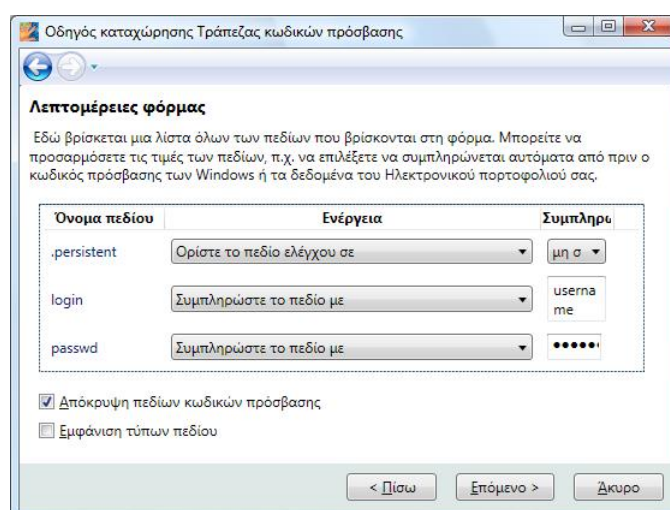 Οδηγός καταχώρησης Τράπεζας κωδικών πρόσβασης
Λεπτομέρειες φόρμας
Εδώ βρίσκεται μια λίστα όλων των πεδίων που βρίσκονται στη φόρμα. Μπορείτε να
προσαρμόσετε τις τιμές των πεδίων, π.χ. να επιλέξετε να συμπληρώνεται αυτόματα από πριν ο
κωδικός πρόσβασης των Windows ή τα δεδομένα του Ηλεκτρονικού πορτοφολιού σας.
Όνομα πεδίου Ενέργεια Συμπληρω
.persistent Ορίστε το πεδίο ελέγχου σε μη σ
login Συμπληρώστε το πεδίο με userna
me
passwd Συμπληρώστε το πεδίο με ••••••
Απόκρυψη πεδίων κωδικών πρόσβασης
Εμφάνιση τύπων πεδίου
< Πίσω Επόμενο > Άκυρο